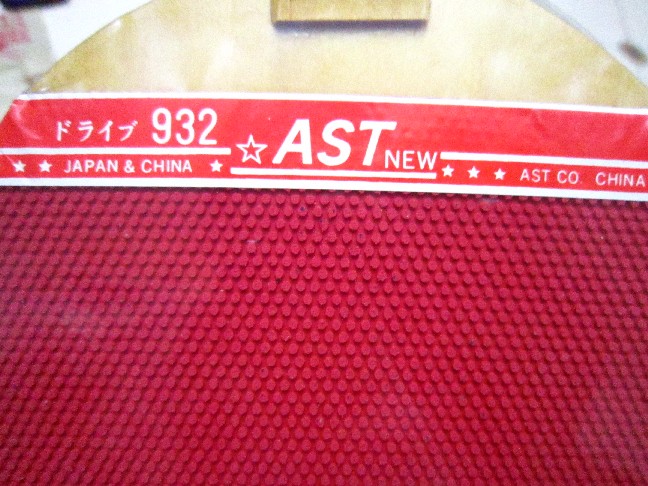 ドライブ 932 ☆AST NEW
★ ★ JAPAN & CHINA ★ ★ ★ ★ AST CO. CHINA